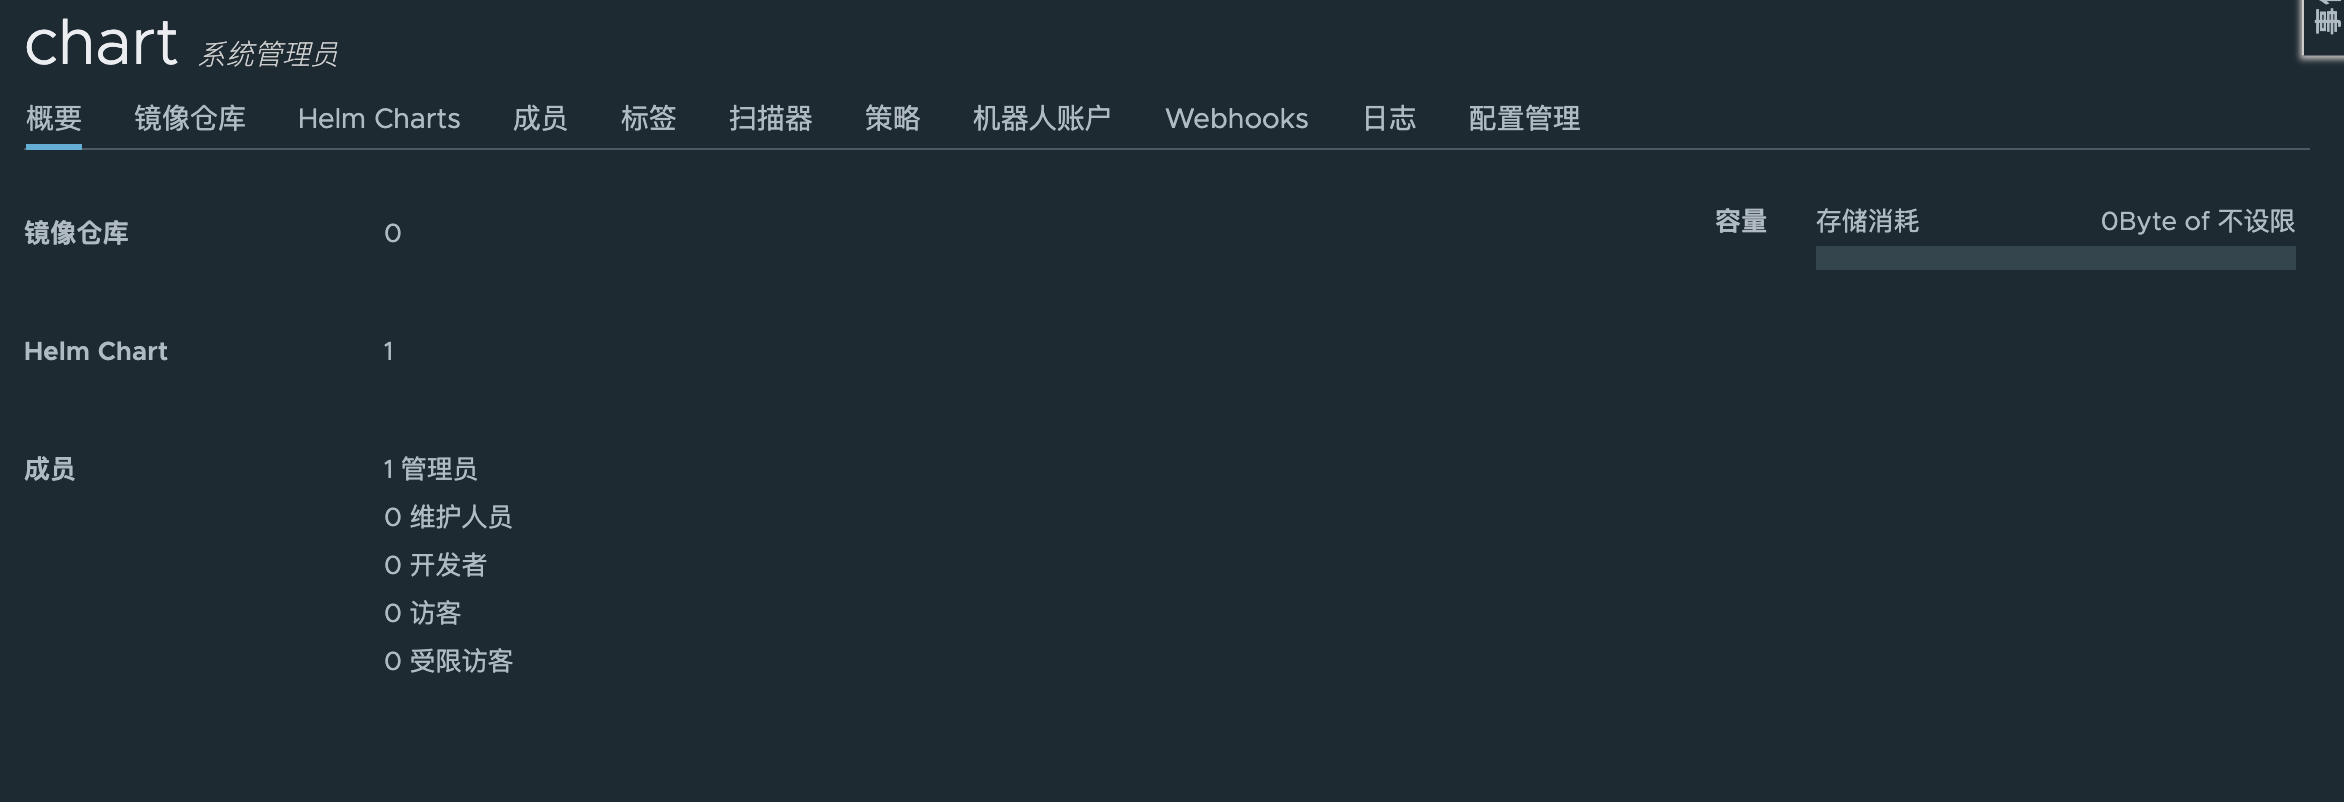 chart 系统管理员
概要 镜像仓库 Helm Charts 成员 标签 扫描器 策略 机器人账户 Webhooks 日志 配置管理
镜像仓库 0
容量 存储消耗 0Byte of 不设限
Helm Chart 1
成员 1 管理员
0 维护人员
0 开发者
0 访客
0 受限访客